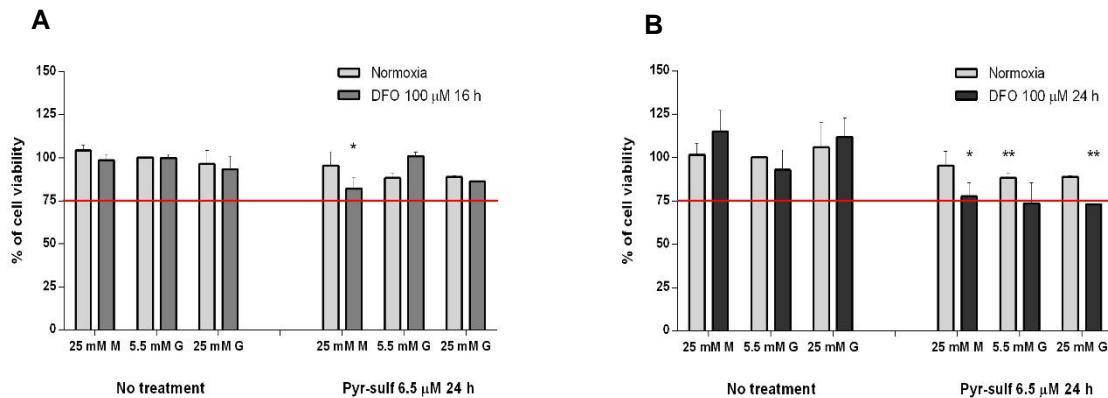 A
% of cell viability
150
125
100
75
50
25
0
Normoxia
DFO 100 µM 16 h
*
25 mM M 5.5 mM G 25 mM G 25 mM M 5.5 mM G 25 mM G
No treatment Pyr-sulf 6.5 µM 24 h
B
% of cell viability
150
125
100
75
50
25
0
Normoxia
DFO 100 µM 24 h
* ** **
25 mM M 5.5 mM G 25 mM G 25 mM M 5.5 mM G 25 mM G
No treatment Pyr-sulf 6.5 µM 24 h